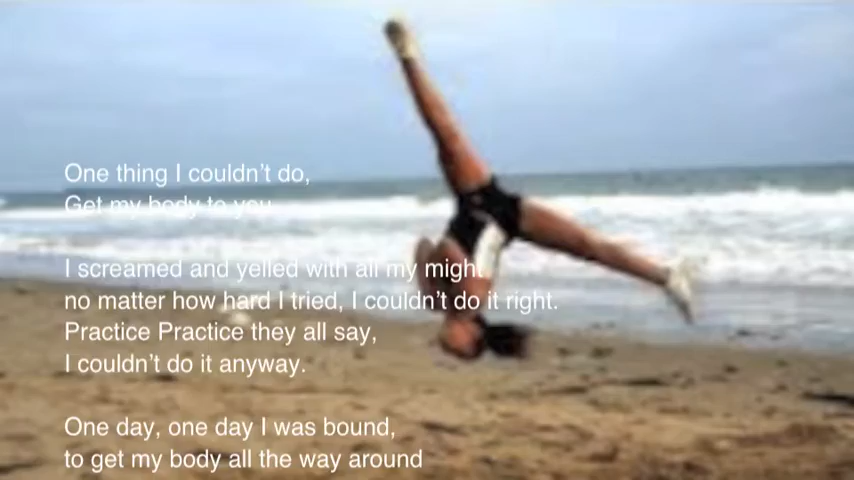 One thing I couldn't do,
Get my body to you
I screamed and yelled with all my might
no matter how hard I tried, I couldn't do it right.
Practice Practice they all say,
I couldn't do it anyway.
One day, one day I was bound,
to get my body all the way around